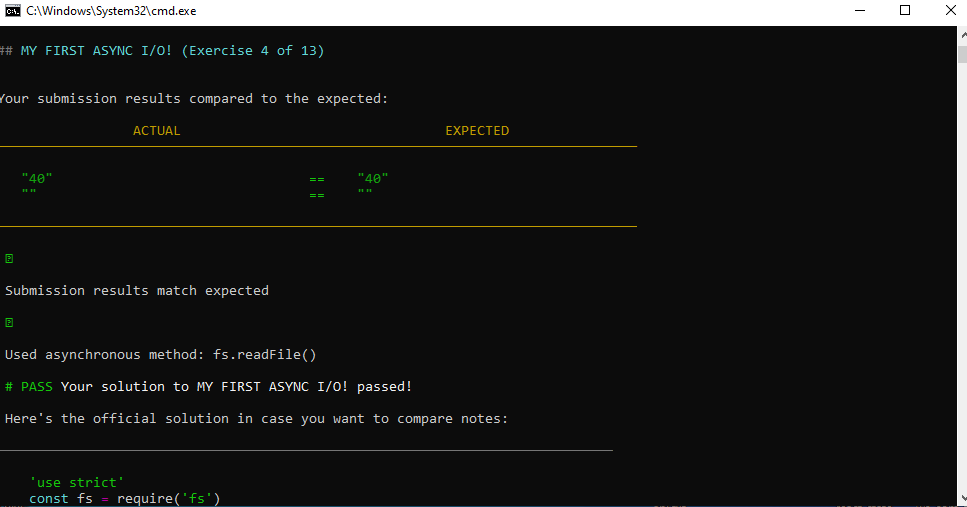 C:\Windows\System32\cmd.exe
## MY FIRST ASYNC I/O! (Exercise 4 of 13)
Your submission results compared to the expected:
ACTUAL EXPECTED
"40" == "40"
"" == ""
Submission results match expected
Used asynchronous method: fs.readFile()
# PASS Your solution to MY FIRST ASYNC I/O! passed!
Here's the official solution in case you want to compare notes:
'use strict'
const fs = require('fs')